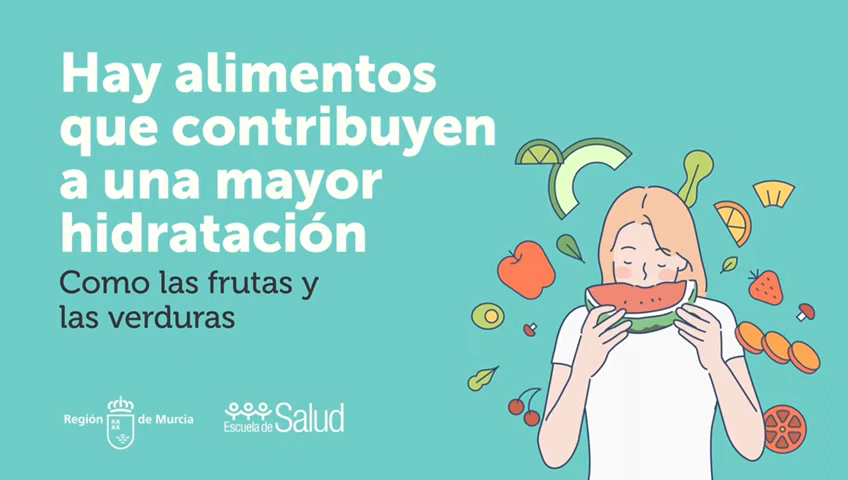 Hay alimentos
que contribuyen
a una mayor
hidratación
Como las frutas y
las verduras
Región de Murcia
Escuela de Salud